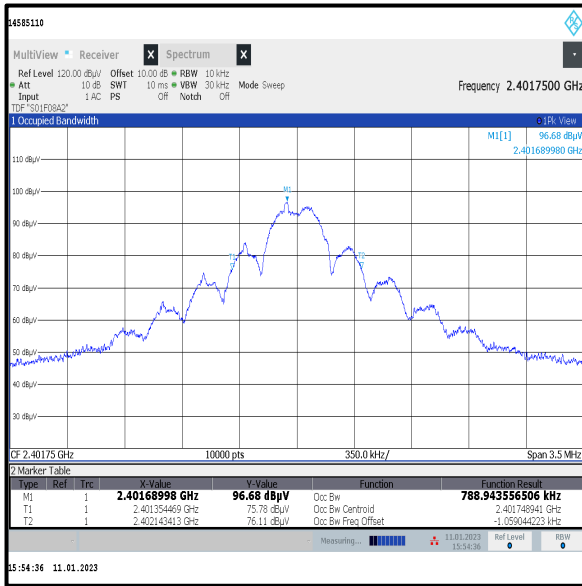 14585110
MultiView Receiver X Spectrum X
Ref Level 120.00 dBµV Offset 10.00 dB RBW 10 kHz
Att 10 dB SWT 10 ms VBW 30 kHz Mode Sweep Frequency 2.4017500 GHz
Input 1 AC PS Off Notch Off
TDF "S01F08A2"
1 Occupied Bandwidth 1Pk View
M1[1] 96.68 dBµV
2.401689980 GHz
110 dBµV
100 dBµV
M1
90 dBµV
80 dBµV
T1
T2
70 dBµV
60 dBµV
50 dBµV
40 dBµV
30 dBµV
CF 2.40175 GHz 10000 pts 350.0 kHz/ Span 3.5 MHz
2 Marker Table
Type Ref Trc X-Value Y-Value Function Function Result
M1 1 2.40168998 GHz 96.68 dBµV Occ Bw 788.943556506 kHz
T1 1 2.401354469 GHz 75.78 dBµV Occ Bw Centroid 2.401748941 GHz
T2 1 2.402143413 GHz 76.11 dBµV Occ Bw Freq Offset -1.059044223 kHz
Measuring... 11.01.2023 15:54:36 Ref Level RBW
15:54:36 11.01.2023